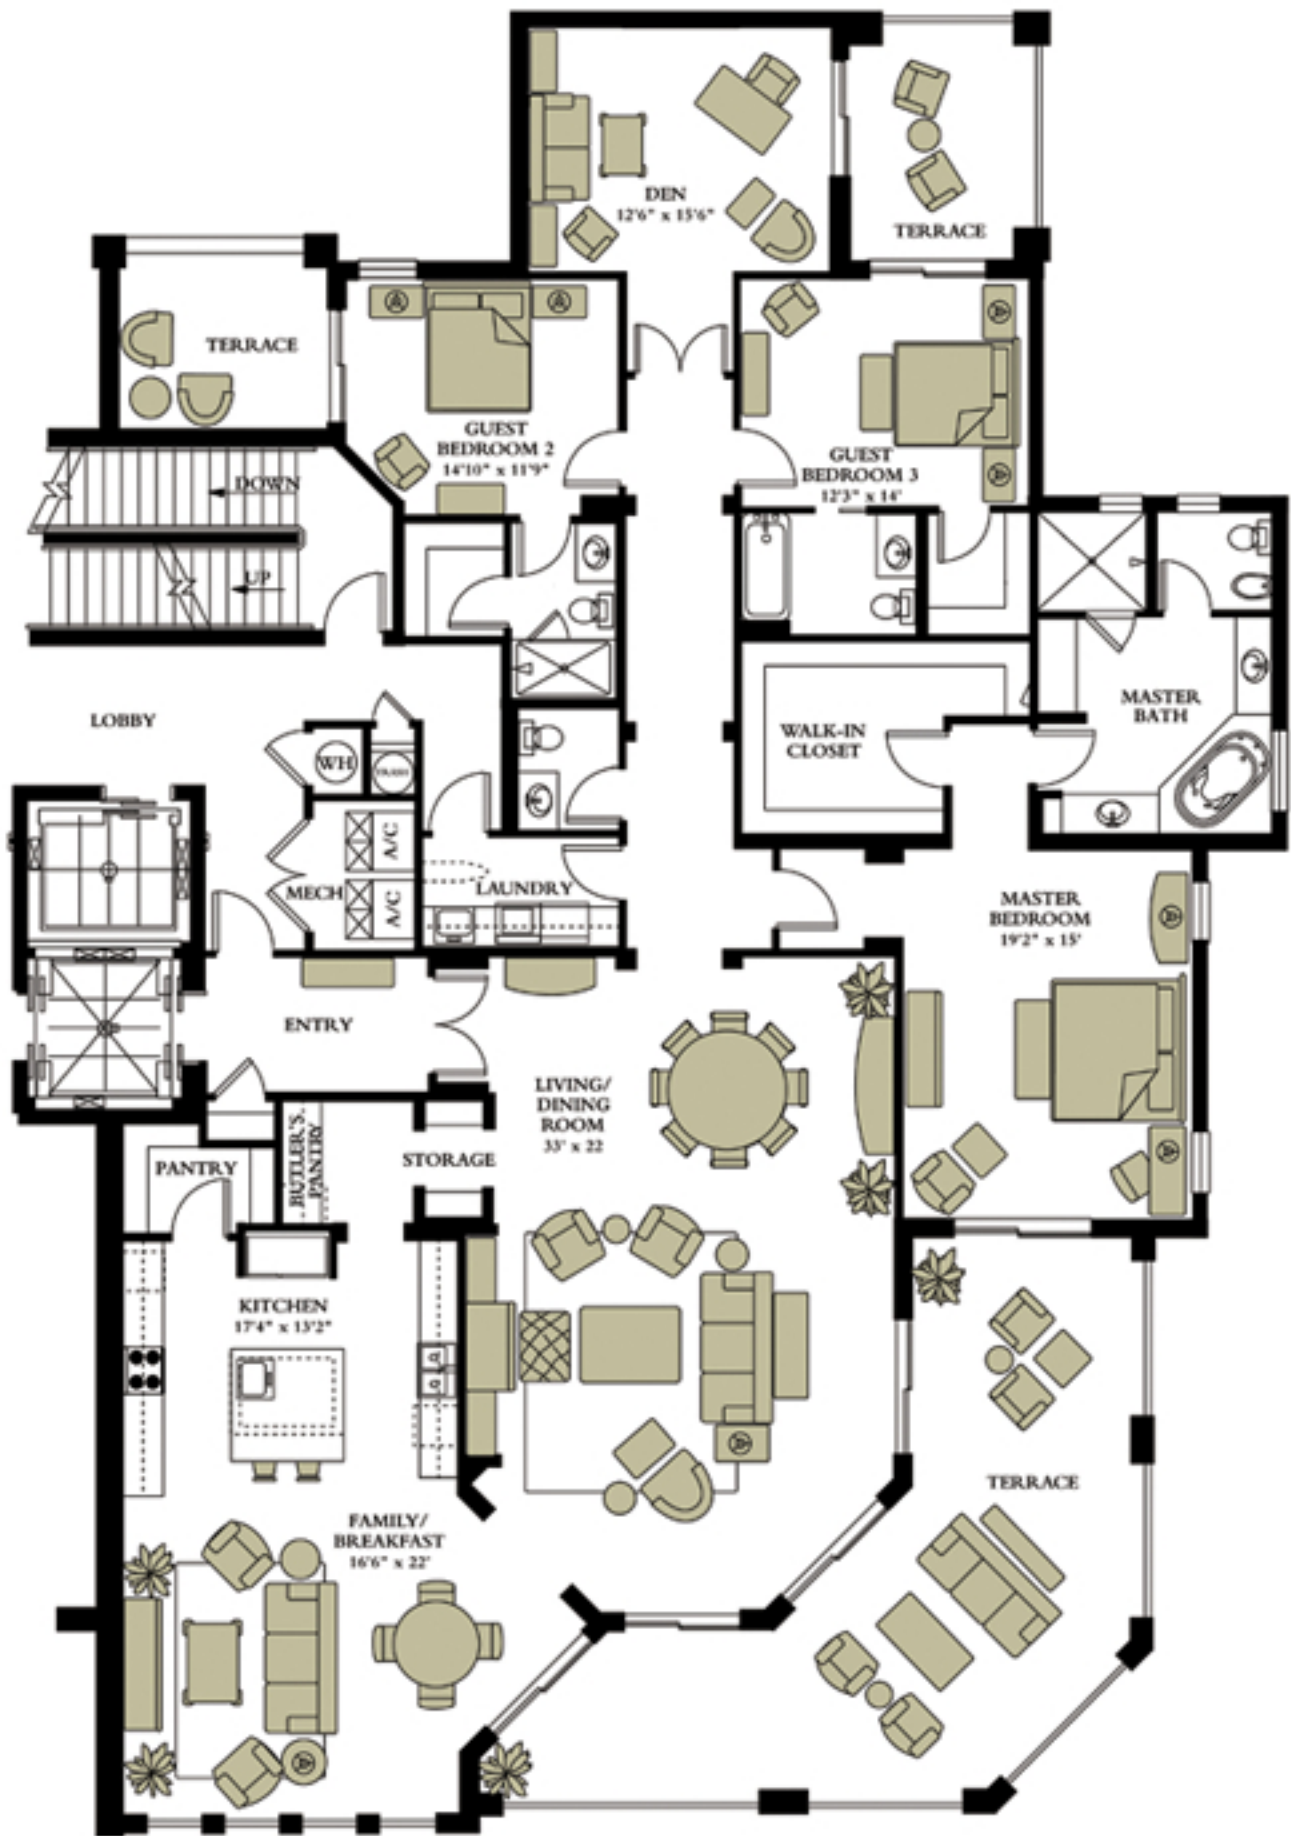 DEN
12'6" x 15'6"
TERRACE
TERRACE
GUEST
BEDROOM 2
14'10" x 11'9"
GUEST
BEDROOM 3
12'3" x 14'
DOWN
UP
LOBBY
WH
TRASH
MASTER
BATH
WALK-IN
CLOSET
A/C
A/C
MECH
LAUNDRY
MASTER
BEDROOM
19'2" x 15'
ENTRY
LIVING/
DINING
ROOM
33' x 22
STORAGE
BUTLER'S
PANTRY
PANTRY
KITCHEN
17'4" x 13'2"
TERRACE
FAMILY/
BREAKFAST
16'6" x 22'